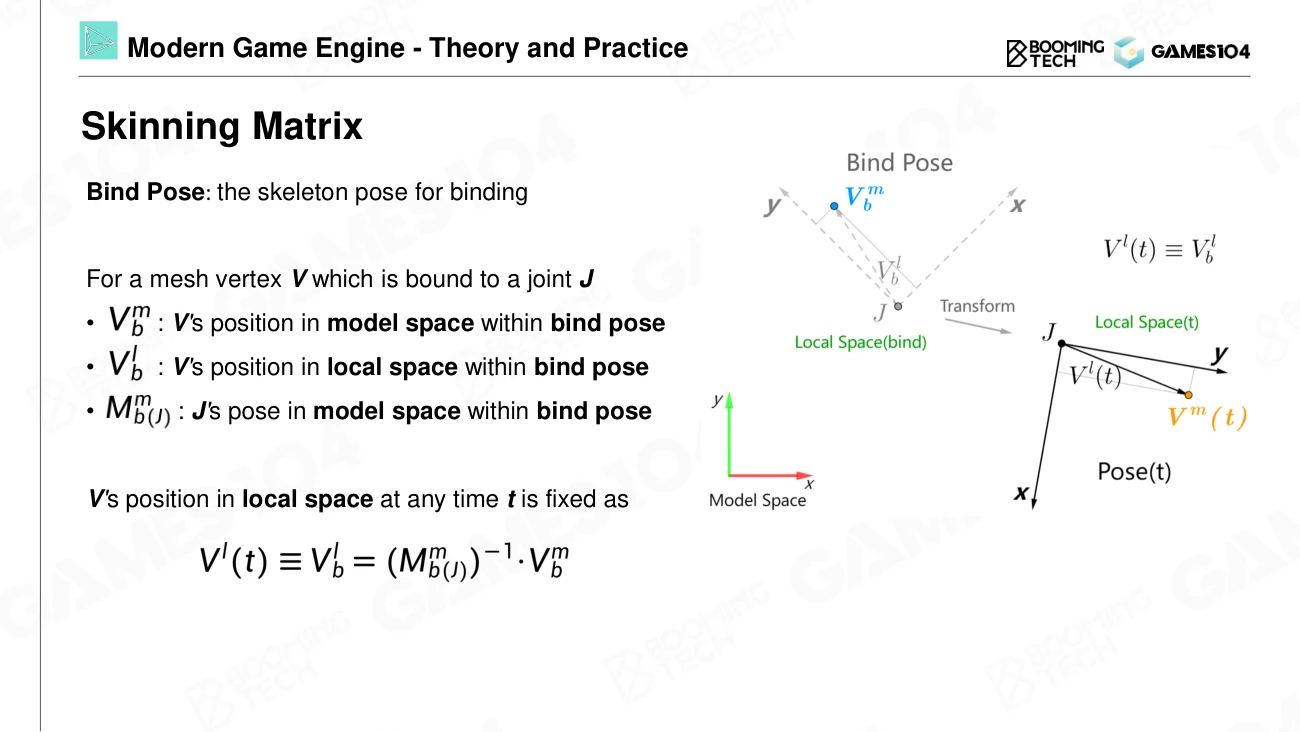 Modern Game Engine - Theory and Practice
BOOMING TECH
GAMES104
Skinning Matrix
Bind Pose: the skeleton pose for binding
For a mesh vertex V which is bound to a joint J
• V_b^m : V's position in model space within bind pose
• V_b^l : V's position in local space within bind pose
• M_{b(J)}^m : J's pose in model space within bind pose
V's position in local space at any time t is fixed as
V^l(t) ≡ V_b^l = (M_{b(J)}^m)^{-1}·V_b^m
Bind Pose
y
V_b^m
x
V_b^l
J
Local Space(bind)
Transform
V^l(t) ≡ V_b^l
J
Local Space(t)
y
V^l(t)
V^m(t)
x
Pose(t)
y
x
Model Space